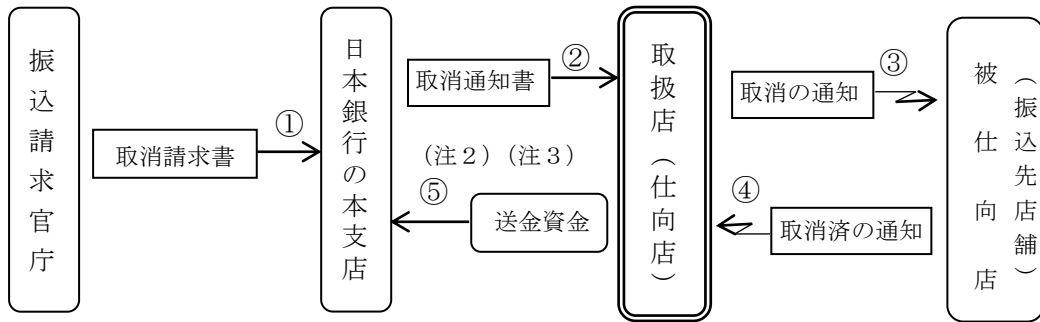 振込請求官庁
取消請求書
①
日本銀行の本支店
取消通知書
②
（注２）（注３）
⑤
送金資金
取扱店（仕向店）
取消の通知
③
④
取消済の通知
被仕向店
（振込先店舗）